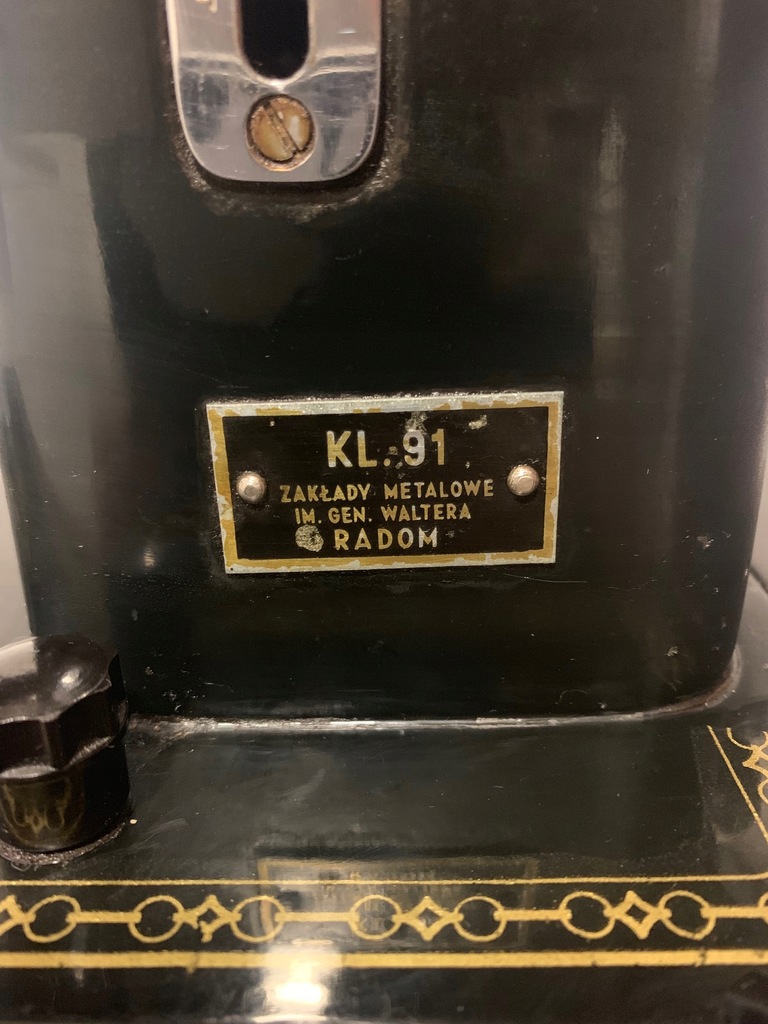 KL. 91
ZAKŁADY METALOWE
IM. GEN. WALTERA
RADOM